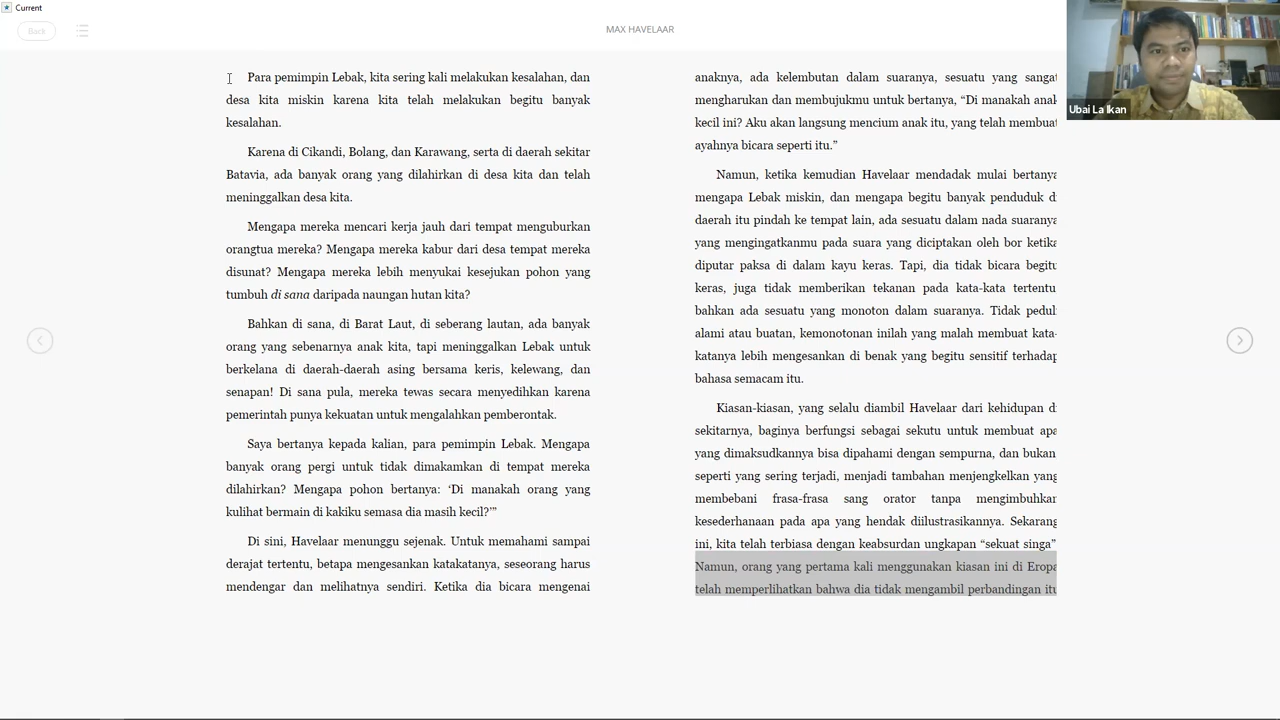 Current
Back
MAX HAVELAAR
Ubai La Ikan
Para pemimpin Lebak, kita sering kali melakukan kesalahan, dan
desa kita miskin karena kita telah melakukan begitu banyak
kesalahan.
Karena di Cikandi, Bolang, dan Karawang, serta di daerah sekitar
Batavia, ada banyak orang yang dilahirkan di desa kita dan telah
meninggalkan desa kita.
Mengapa mereka mencari kerja jauh dari tempat menguburkan
orangtua mereka? Mengapa mereka kabur dari desa tempat mereka
disunat? Mengapa mereka lebih menyukai kesejukan pohon yang
tumbuh di sana daripada naungan hutan kita?
Bahkan di sana, di Barat Laut, di seberang lautan, ada banyak
orang yang sebenarnya anak kita, tapi meninggalkan Lebak untuk
berkelana di daerah-daerah asing bersama keris, kelewang, dan
senapan! Di sana pula, mereka tewas secara menyedihkan karena
pemerintah punya kekuatan untuk mengalahkan pemberontak.
Saya bertanya kepada kalian, para pemimpin Lebak. Mengapa
banyak orang pergi untuk tidak dimakamkan di tempat mereka
dilahirkan? Mengapa pohon bertanya: ‘Di manakah orang yang
kulihat bermain di kakiku semasa dia masih kecil?’”
Di sini, Havelaar menunggu sejenak. Untuk memahami sampai
derajat tertentu, betapa mengesankan katakatanya, seseorang harus
mendengar dan melihatnya sendiri. Ketika dia bicara mengenai
anaknya, ada kelembutan dalam suaranya, sesuatu yang sangat
mengharukan dan membujukmu untuk bertanya, “Di manakah anak
kecil ini? Aku akan langsung mencium anak itu, yang telah membuat
ayahnya bicara seperti itu.”
Namun, ketika kemudian Havelaar mendadak mulai bertanya
mengapa Lebak miskin, dan mengapa begitu banyak penduduk di
daerah itu pindah ke tempat lain, ada sesuatu dalam nada suaranya
yang mengingatkanmu pada suara yang diciptakan oleh bor ketika
diputar paksa di dalam kayu keras. Tapi, dia tidak bicara begitu
keras, juga tidak memberikan tekanan pada kata-kata tertentu
bahkan ada sesuatu yang monoton dalam suaranya. Tidak peduli
alami atau buatan, kemonotonan inilah yang malah membuat kata-
katanya lebih mengesankan di benak yang begitu sensitif terhadap
bahasa semacam itu.
Kiasan-kiasan, yang selalu diambil Havelaar dari kehidupan di
sekitarnya, baginya berfungsi sebagai sekutu untuk membuat apa
yang dimaksudkannya bisa dipahami dengan sempurna, dan bukan
seperti yang sering terjadi, menjadi tambahan menjengkelkan yang
membebani frasa-frasa sang orator tanpa mengimbuhkan
kesederhanaan pada apa yang hendak diilustrasikannya. Sekarang
ini, kita telah terbiasa dengan keabsurdan ungkapan “sekuat singa”
Namun, orang yang pertama kali menggunakan kiasan ini di Eropa
telah memperlihatkan bahwa dia tidak mengambil perbandingan itu